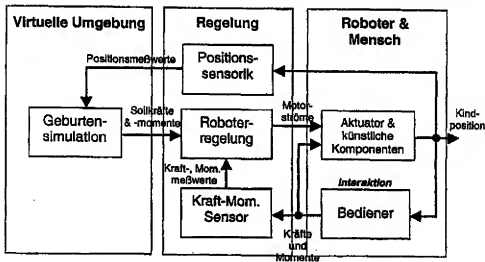 Virtuelle Umgebung
Regelung
Roboter &
Mensch
Positionsmeßwerte
Positions-
sensorik
Geburten-
simulation
Sollkräfte
& -momente
Roboter-
regelung
Motor-
ströme
Aktuator &
künstliche
Komponenten
Kind-
position
Kraft-, Mom.
meßwerte
Kraft-Mom.
Sensor
Interaktion
Bediener
Kräfte
und
Momente